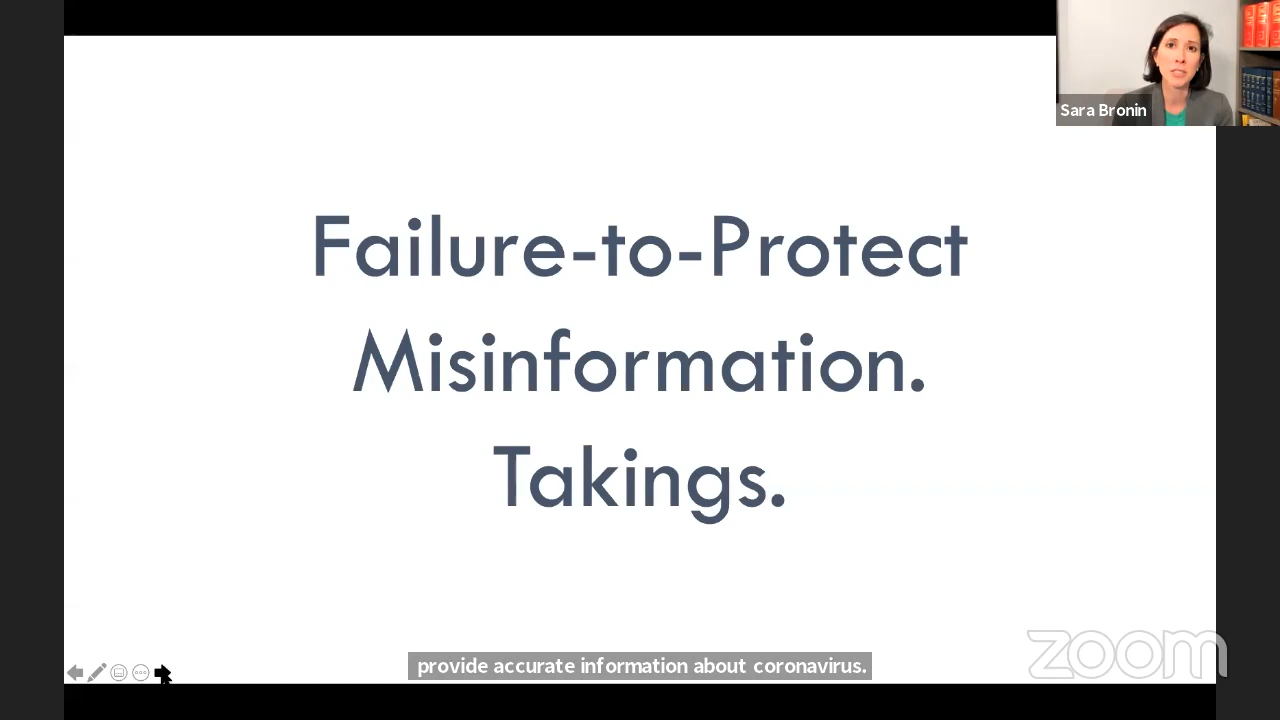 Sara Bronin
Failure-to-Protect
Misinformation.
Takings.
provide accurate information about coronavirus.
zoom